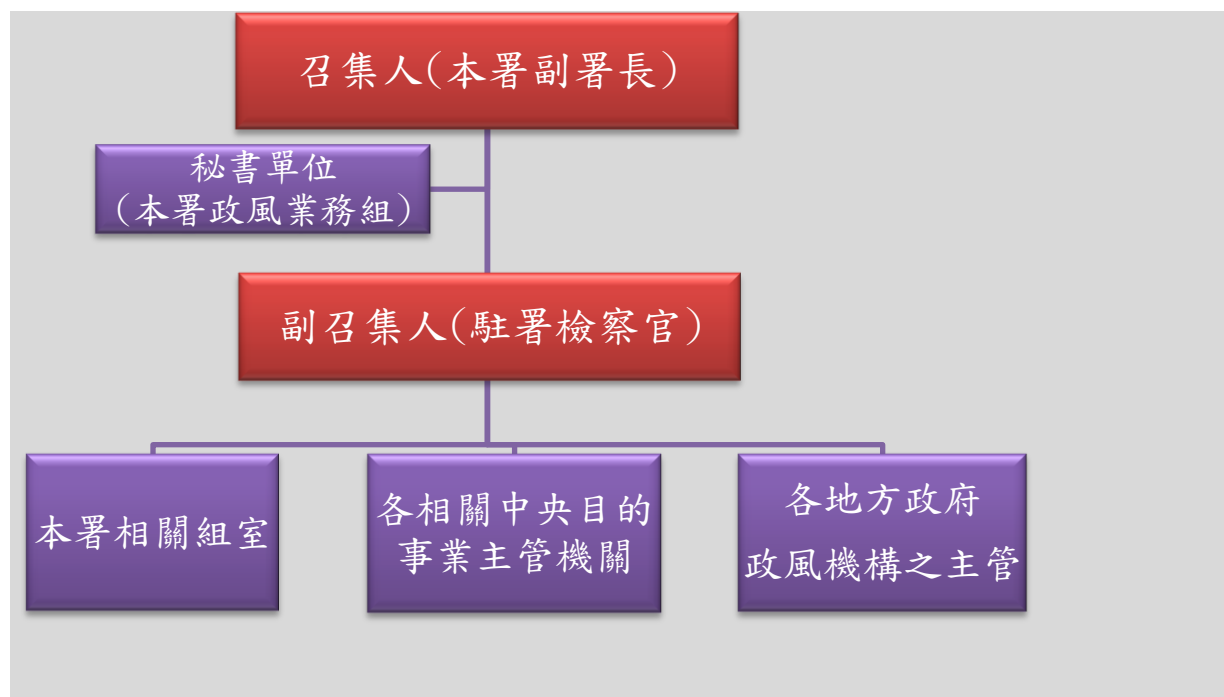 召集人(本署副署長)
秘書單位
(本署政風業務組)
副召集人(駐署檢察官)
本署相關組室
各相關中央目的
事業主管機關
各地方政府
政風機構之主管